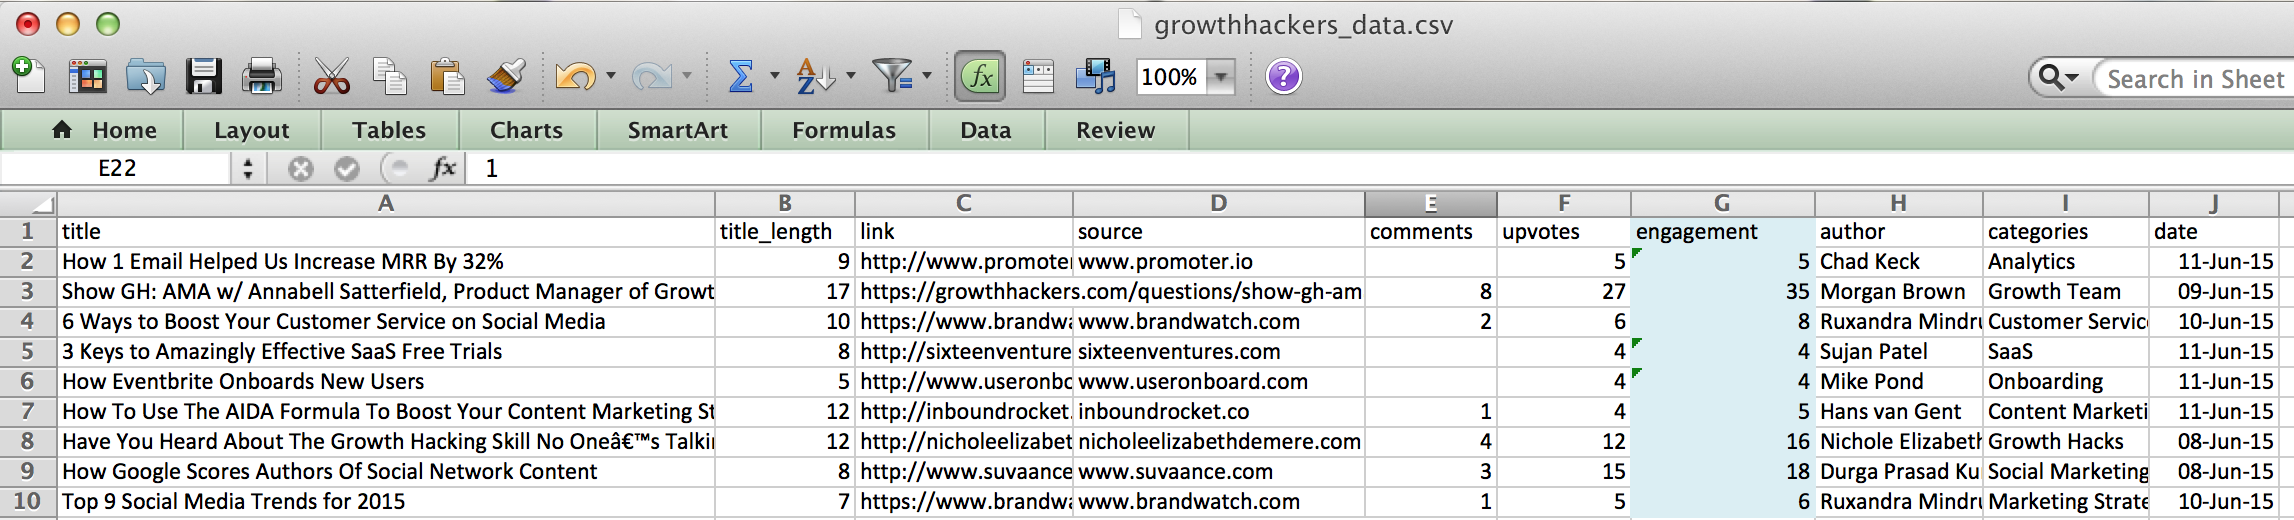 growthhackers_data.csv
100% Search in Sheet
Home Layout Tables Charts SmartArt Formulas Data Review
E22 fx 1
A B C D E F G H I J
1 title title_length link source comments upvotes engagement author categories date
2 How 1 Email Helped Us Increase MRR By 32% 9 http://www.promoter www.promoter.io 5 5 Chad Keck Analytics 11-Jun-15
3 Show GH: AMA w/ Annabell Satterfield, Product Manager of Growt 17 https://growthhackers.com/questions/show-gh-am 8 27 35 Morgan Brown Growth Team 09-Jun-15
4 6 Ways to Boost Your Customer Service on Social Media 10 https://www.brandwa www.brandwatch.com 2 6 8 Ruxandra Mindru Customer Servic 10-Jun-15
5 3 Keys to Amazingly Effective SaaS Free Trials 8 http://sixteenventure sixteenventures.com 4 4 Sujan Patel SaaS 11-Jun-15
6 How Eventbrite Onboards New Users 5 http://www.useronbo www.useronboard.com 4 4 Mike Pond Onboarding 11-Jun-15
7 How To Use The AIDA Formula To Boost Your Content Marketing St 12 http://inboundrocket. inboundrocket.co 1 4 5 Hans van Gent Content Marketi 11-Jun-15
8 Have You Heard About The Growth Hacking Skill No Oneâ€™s Talkin 12 http://nicholeelizabet nicholeelizabethdemere.com 4 12 16 Nichole Elizabeth Growth Hacks 08-Jun-15
9 How Google Scores Authors Of Social Network Content 8 http://www.suvaance www.suvaance.com 3 15 18 Durga Prasad Ku Social Marketing 08-Jun-15
10 Top 9 Social Media Trends for 2015 7 https://www.brandwa www.brandwatch.com 1 5 6 Ruxandra Mindru Marketing Strate 10-Jun-15